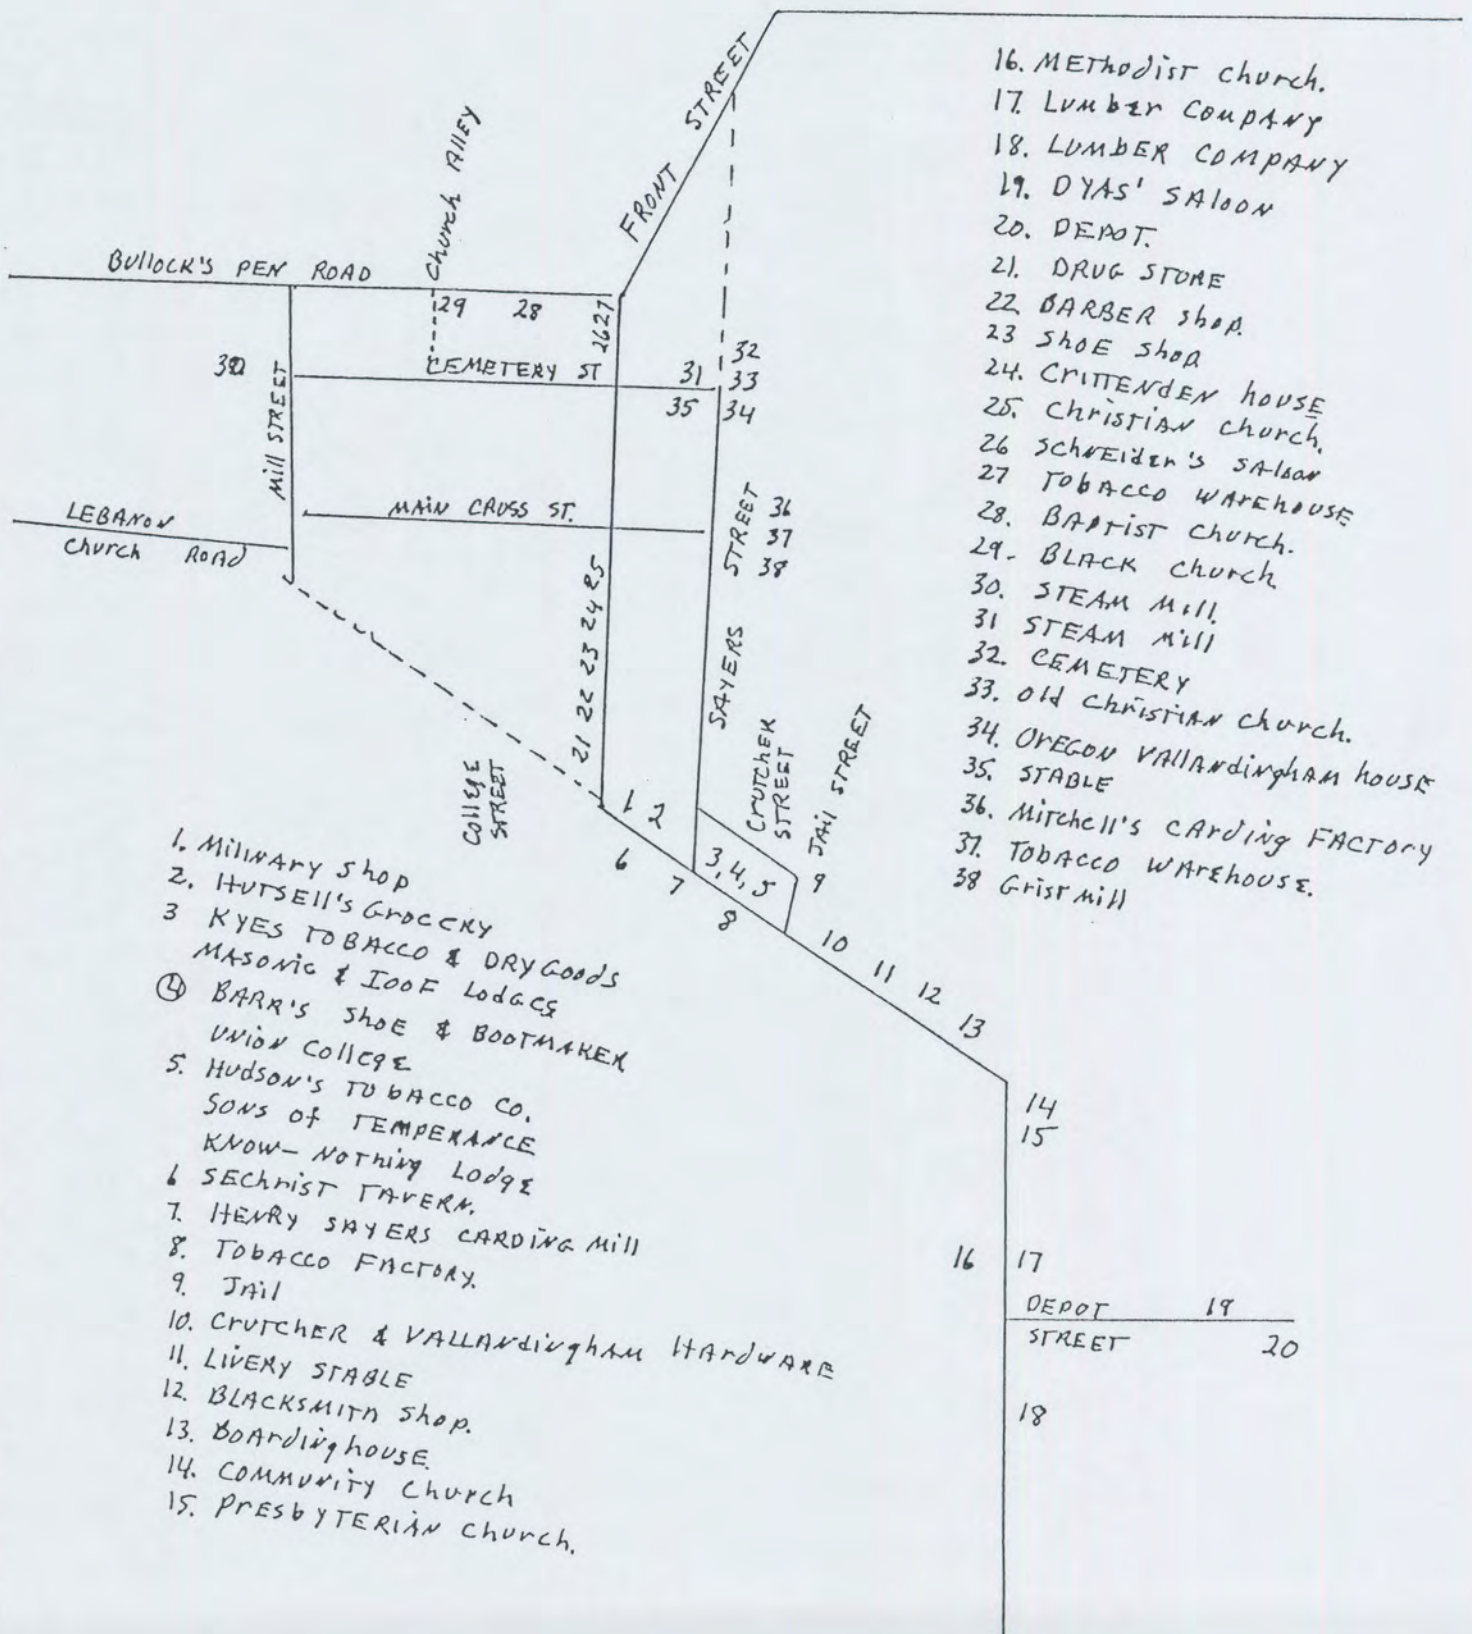 FRONT STREET
Church Alley
BULLOCK'S PEN ROAD
29 28 26 27
30
CEMETERY ST
31 32
33
35 34
Mill STREET
MAIN CRUSS ST.
LEBANON
Church ROAD
SAYERS STREET
36
37
38
21 22 23 24 25
College
STREET
Crutcher
STREET
JAil STREET
1 2
3, 4, 5
6 7 8 9
10 11 12 13
14
15
16 17
DEPOT 19
STREET 20
18
1. Milinary Shop
2. HUTSEll's Grocery
3 KYES TOBACCO & DRY Goods
MASONIC & IOOF Lodges
4 BARR'S ShoE & BOOTMAKER
UNION College
5. Hudson's TObACCO CO.
SONS of TEMPERANCE
KNOW-NOThing Lodge
6 SEChrist TAVERN.
7. HENRY SAYERS CARDING Mill
8. TObACCO FACTORY.
9. JAil
10. CrutchER & VALLANdinghAM HArdwARE
11. LIVERY STABLE
12. BLACKSMITh Shop.
13. BOArdinghousE.
14. COMMUNITY Church
15. PrESbYTERIAN Church.
16. METhodist Church.
17. LUMbEr COMPANY
18. LUMBER COMPANY
19. DYAS' SAlooN
20. DEPOT.
21. DRUG STORE
22. BARBER Shop.
23 ShoE Shop
24. CriTTENdEN housE
25. ChrisTIAN Church.
26 SchNEidEr's SAlooN
27 TObACCO WArEhousE
28. BAPTisT Church.
29. BLACK Church
30. STEAM Mill.
31 STEAM Mill
32. CEMETERY
33. Old ChrisTIAN Church.
34. OrEGON VAllANdinghAM housE
35. STABLE
36. MiTchell's CArding FACTORY
37. TObACCO WArEhousE.
38 Grist Mill